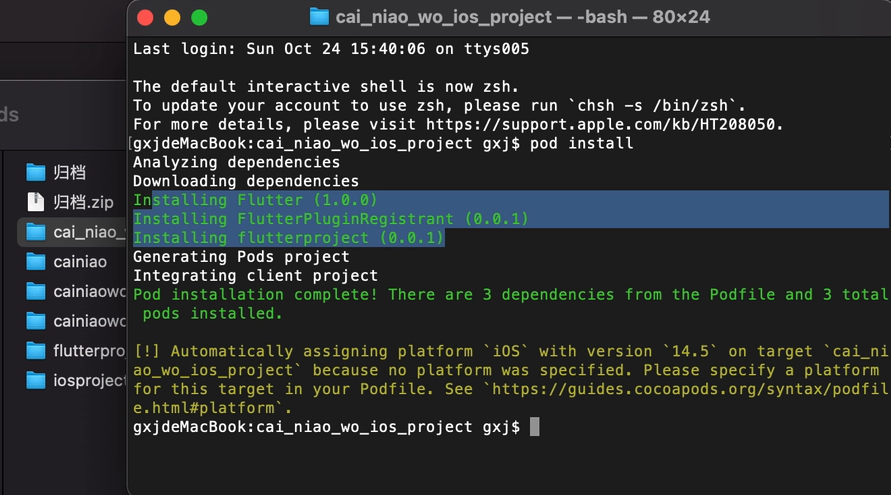 cai_niao_wo_ios_project — -bash — 80×24
Last login: Sun Oct 24 15:40:06 on ttys005
The default interactive shell is now zsh.
To update your account to use zsh, please run `chsh -s /bin/zsh`.
For more details, please visit https://support.apple.com/kb/HT208050.
[gxjdeMacBook:cai_niao_wo_ios_project gxj$ pod install
Analyzing dependencies
Downloading dependencies
Installing Flutter (1.0.0)
Installing FlutterPluginRegistrant (0.0.1)
Installing flutterproject (0.0.1)
Generating Pods project
Integrating client project
Pod installation complete! There are 3 dependencies from the Podfile and 3 total
 pods installed.
[!] Automatically assigning platform `iOS` with version `14.5` on target `cai_ni
ao_wo_ios_project` because no platform was specified. Please specify a platform
for this target in your Podfile. See `https://guides.cocoapods.org/syntax/podfil
e.html#platform`.
gxjdeMacBook:cai_niao_wo_ios_project gxj$
ds
归档
归档.zip
cai_niao_
cainiao
cainiaowo
cainiaowo
flutterpro
iosproject